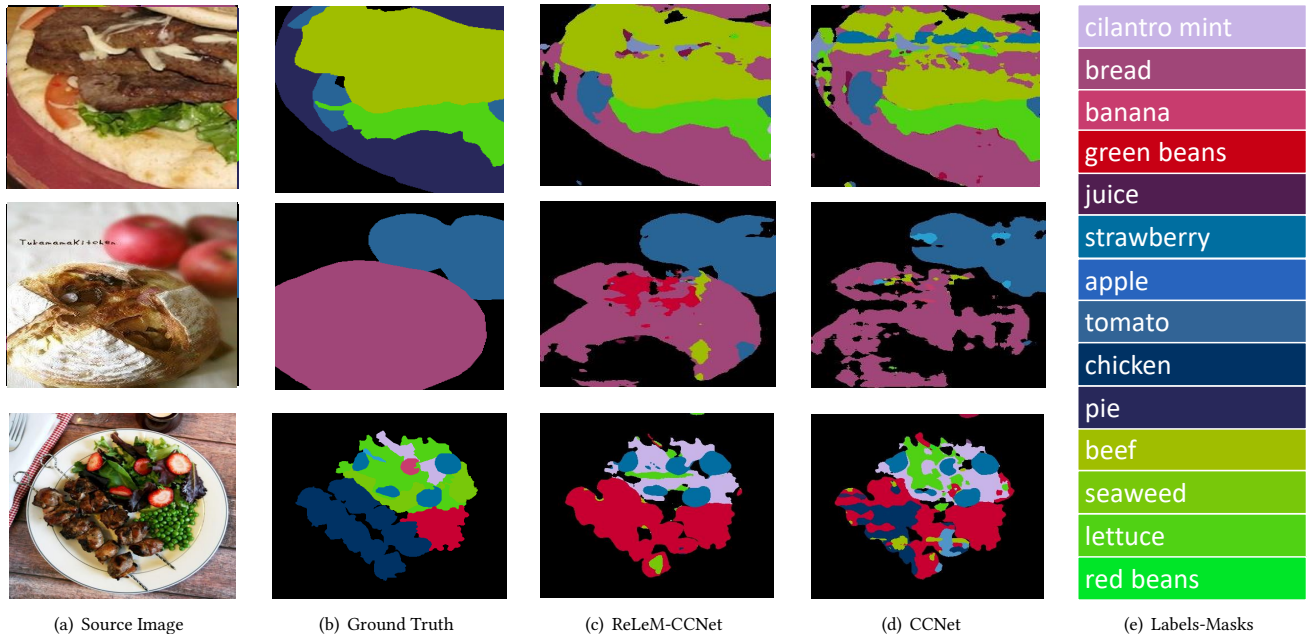 TukamamaKitchen
cilantro mint
bread
banana
green beans
juice
strawberry
apple
tomato
chicken
pie
beef
seaweed
lettuce
red beans
(a) Source Image
(b) Ground Truth
(c) ReLeM-CCNet
(d) CCNet
(e) Labels-Masks